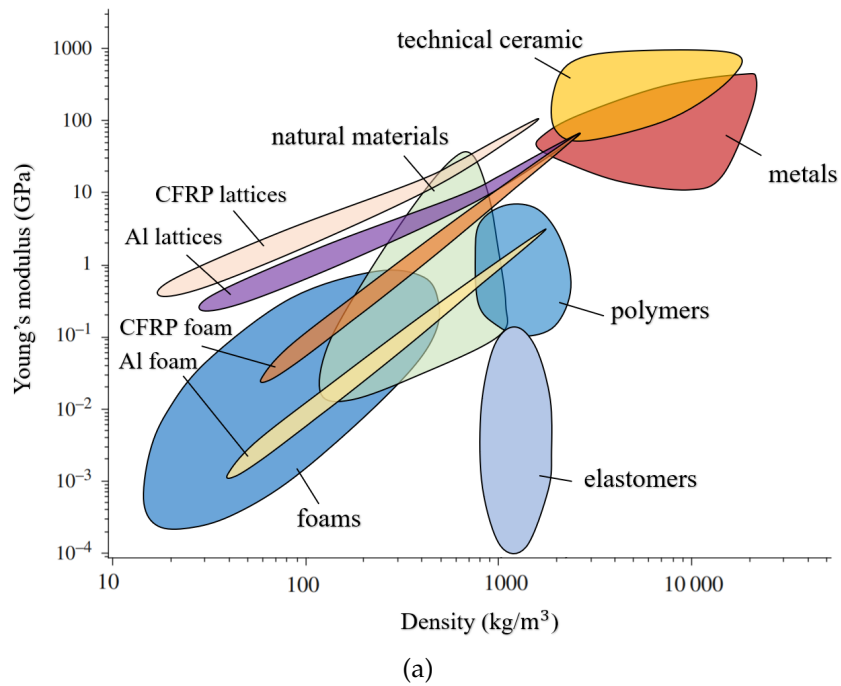 technical ceramic
1000
100
natural materials
metals
10
CFRP lattices
Al lattices
1
polymers
CFRP foam
10⁻¹
Al foam
10⁻²
elastomers
10⁻³
foams
10⁻⁴
10
100
1000
10 000
Young's modulus (GPa)
Density (kg/m³)
(a)